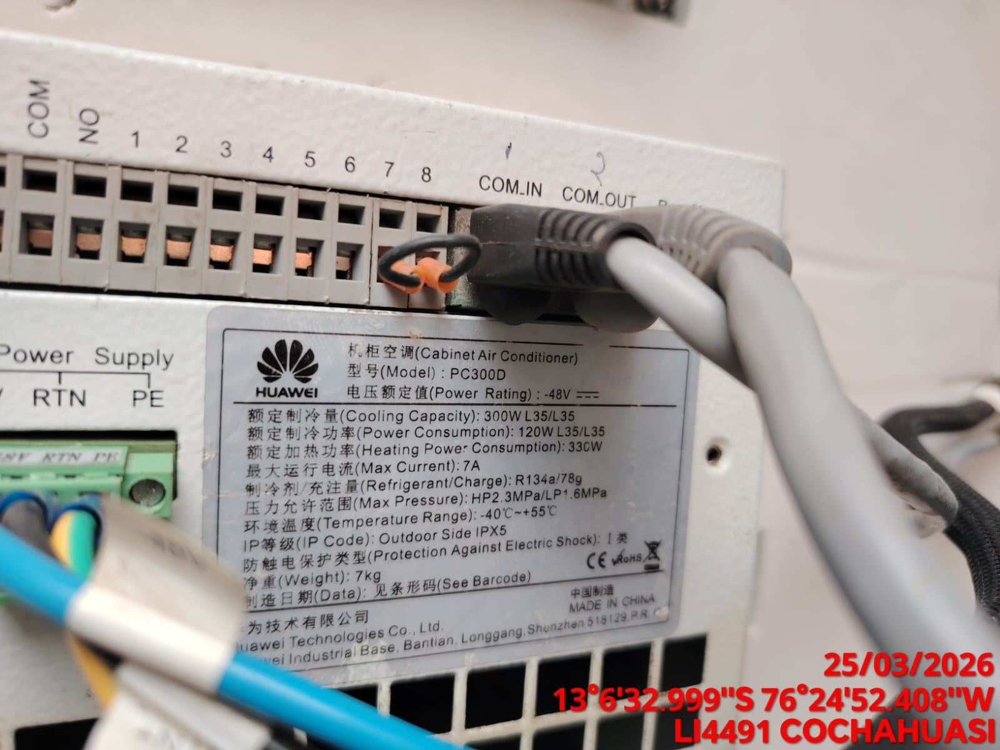 COM NO 1 2 3 4 5 6 7 8
1 2
COM_IN COM_OUT
Power Supply
RTN PE
RTN PE
HUAWEI
机柜空调(Cabinet Air Conditioner)
型号(Model) : PC300D
电压额定值(Power Rating) : -48V
额定制冷量(Cooling Capacity): 300W L35/L35
额定制冷功率(Power Consumption): 120W L35/L35
额定加热功率(Heating Power Consumption): 330W
最大运行电流(Max Current): 7A
制冷剂/充注量(Refrigerant/Charge): R134a/78g
压力允许范围(Max Pressure): HP2.3MPa/LP1.6MPa
环境温度(Temperature Range): -40℃~+55℃
IP等级(IP Code): Outdoor Side IPX5
防触电保护类型(Protection Against Electric Shock): I 类
净重(Weight): 7kg
制造日期(Data): 见条形码(See Barcode)
CE RoHS
中国制造
MADE IN CHINA
为技术有限公司
uawei Technologies Co., Ltd.
wei Industrial Base, Bantian, Longgang, Shenzhen 518129, P.R.
25/03/2026
13°6'32.999"S 76°24'52.408"W
LI4491 COCHAHUASI